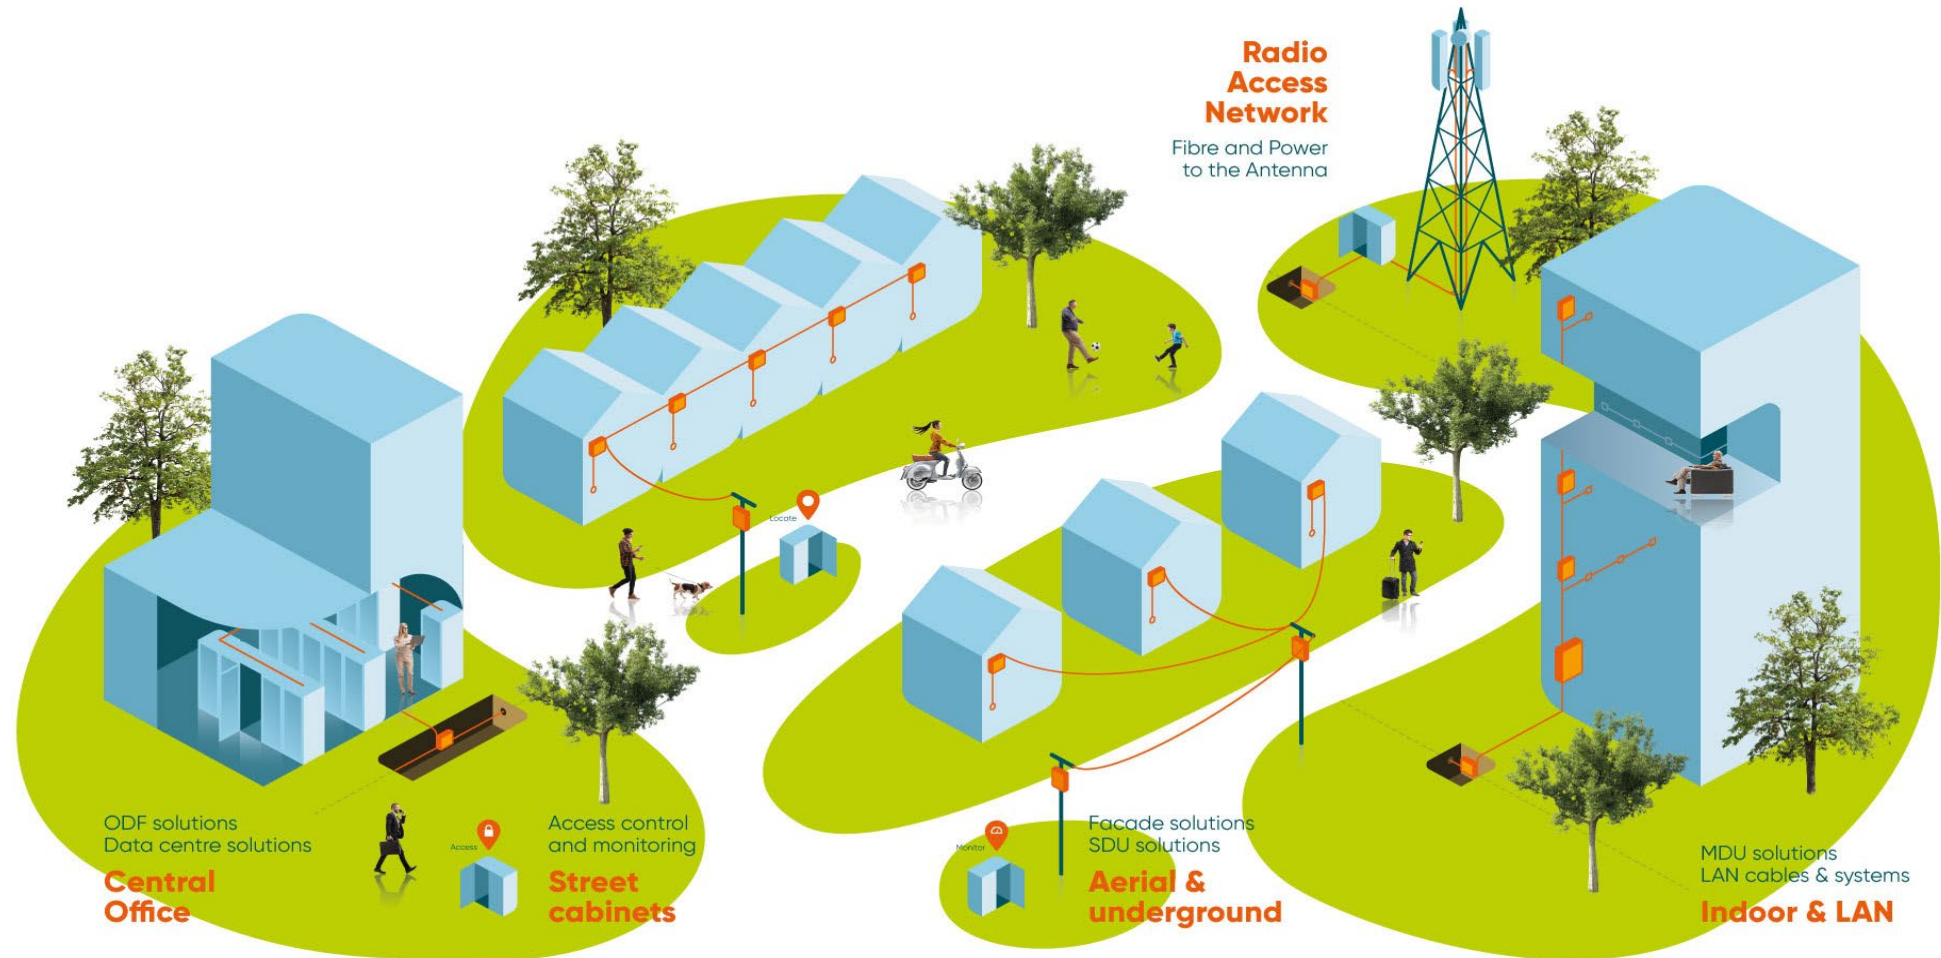 Radio
Access
Network
Fibre and Power
to the Antenna
Locate
ODF solutions
Data centre solutions
Central
Office
Access
Access control
and monitoring
Street
cabinets
Monitor
Facade solutions
SDU solutions
Aerial &
underground
MDU solutions
LAN cables & systems
Indoor & LAN